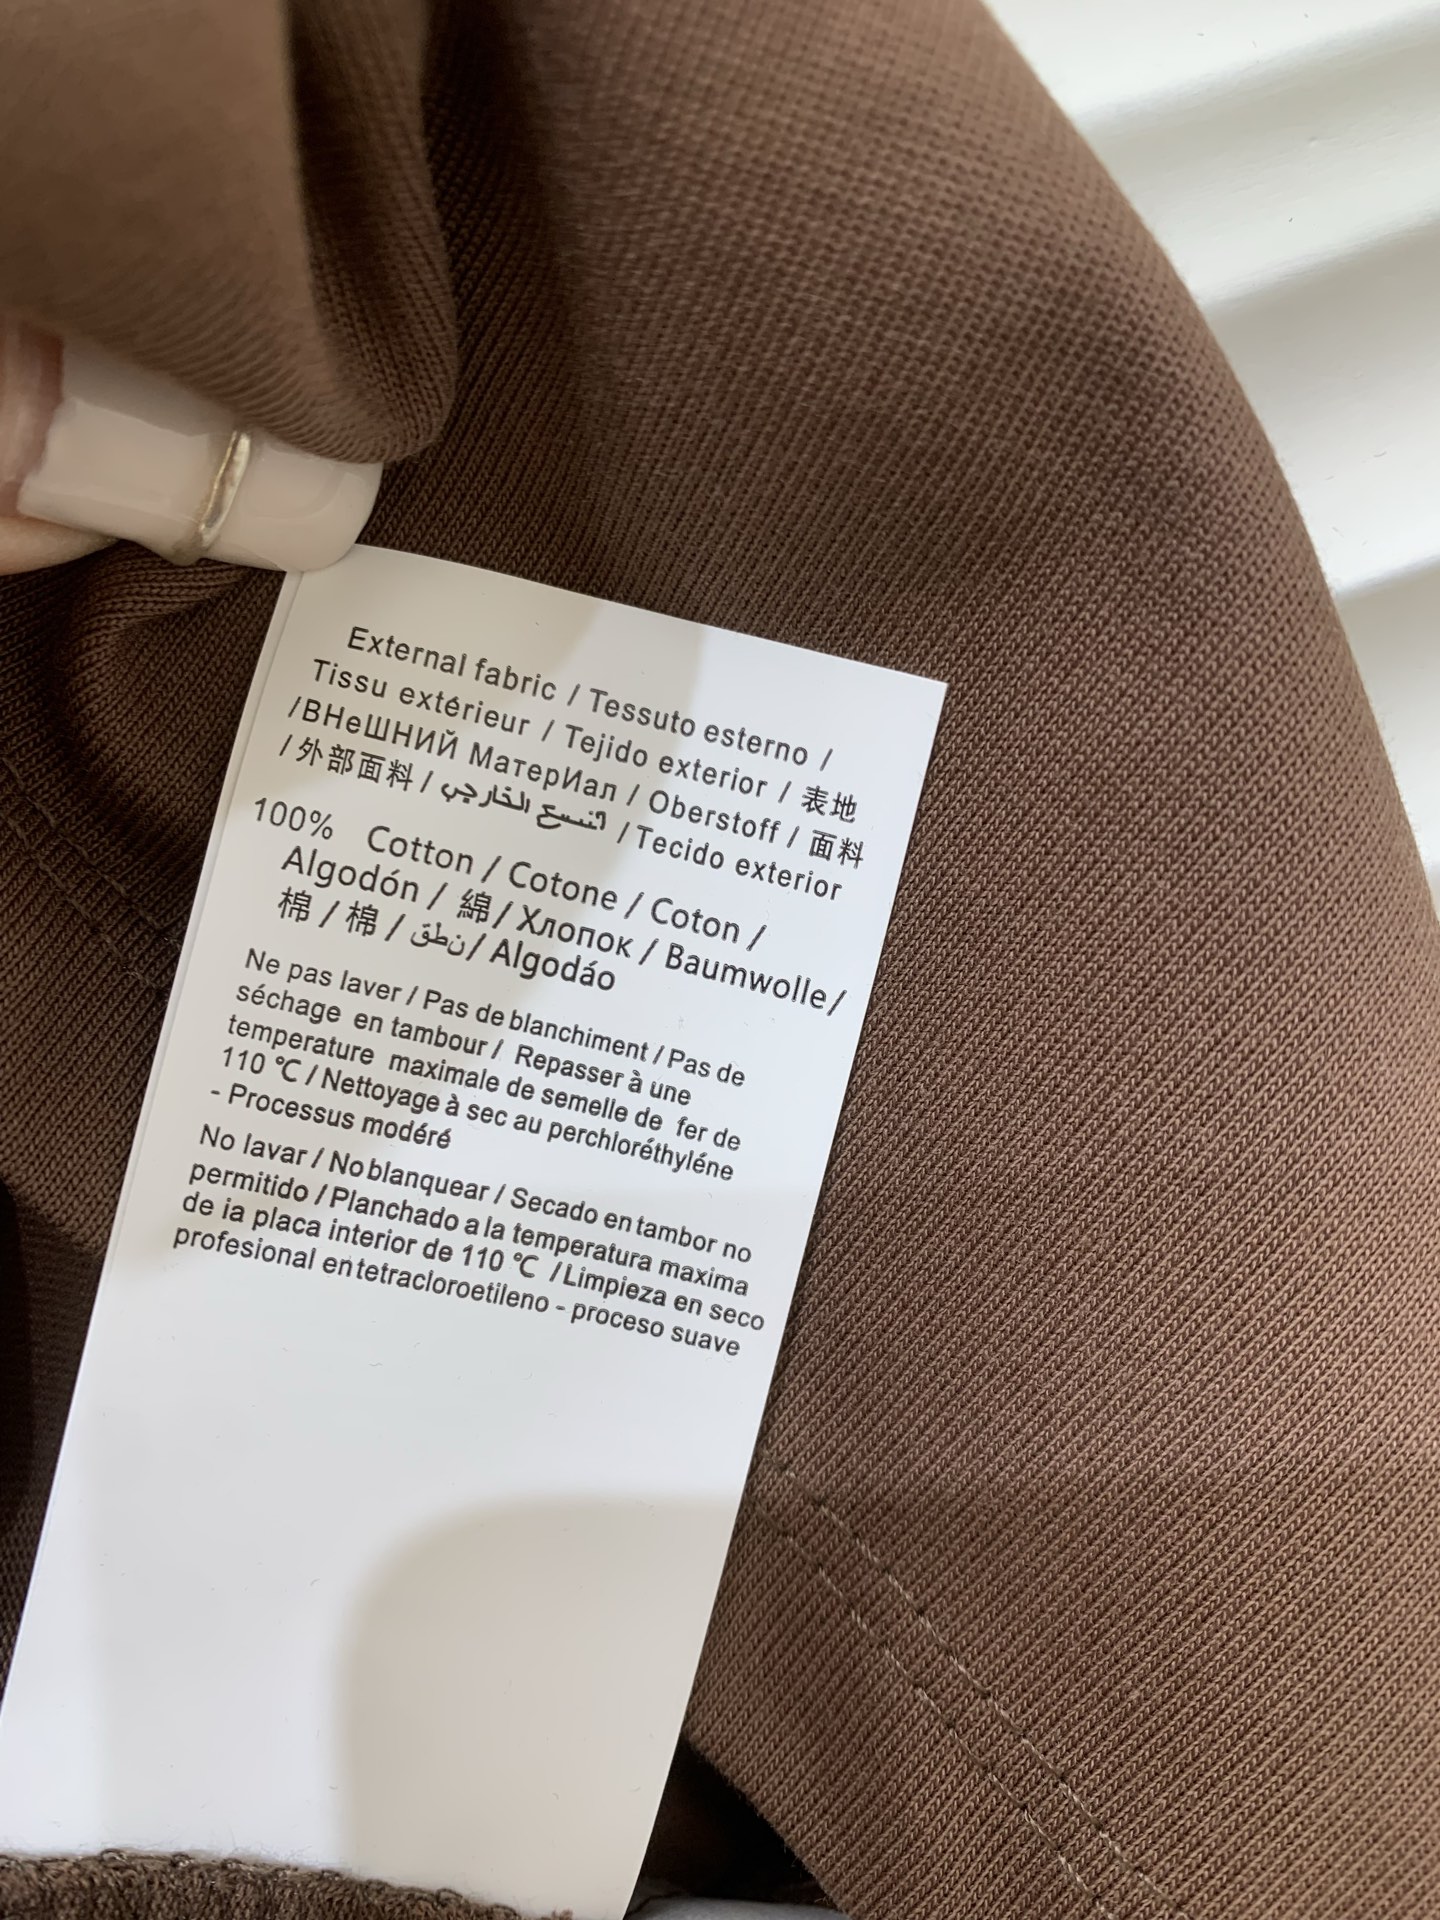 External fabric / Tessuto esterno /
Tissu extérieur / Tejido exterior / 表地
/ВНеШНИЙ МатерИал / Oberstoff / 面料
/ 外部面料 / الخارجي / Tecido exterior
100% Cotton / Cotone / Coton /
Algodón / 綿 / Хлопок / Baumwolle /
棉 / 棉 / نطق / Algodáo
Ne pas laver / Pas de blanchiment / Pas de
séchage en tambour / Repasser à une
temperature maximale de semelle de fer de
110 ℃ / Nettoyage à sec au perchloréthyléne
- Processus modéré
No lavar / No blanquear / Secado en tambor no
permitido / Planchado a la temperatura maxima
de ia placa interior de 110 ℃ / Limpieza en seco
profesional en tetracloroetileno - proceso suave